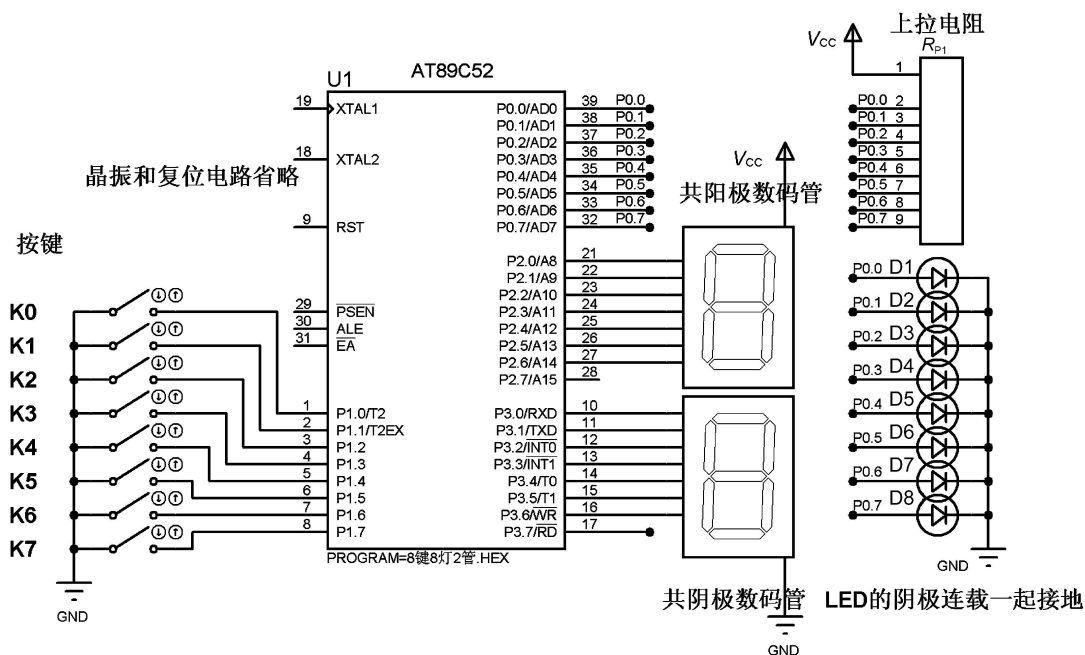 上拉电阻
VCC
RP1
1
P0.0 2
P0.1 3
P0.2 4
P0.3 5
P0.4 6
P0.5 7
P0.6 8
P0.7 9
U1
AT89C52
19 XTAL1
18 XTAL2
9 RST
29 PSEN
30 ALE
31 EA
1 P1.0/T2
2 P1.1/T2EX
3 P1.2
4 P1.3
5 P1.4
6 P1.5
7 P1.6
8 P1.7
P0.0/AD0 39 P0.0
P0.1/AD1 38 P0.1
P0.2/AD2 37 P0.2
P0.3/AD3 36 P0.3
P0.4/AD4 35 P0.4
P0.5/AD5 34 P0.5
P0.6/AD6 33 P0.6
P0.7/AD7 32 P0.7
P2.0/A8 21
P2.1/A9 22
P2.2/A10 23
P2.3/A11 24
P2.4/A12 25
P2.5/A13 26
P2.6/A14 27
P2.7/A15 28
P3.0/RXD 10
P3.1/TXD 11
P3.2/INT0 12
P3.3/INT1 13
P3.4/T0 14
P3.5/T1 15
P3.6/WR 16
P3.7/RD 17
PROGRAM=8键8灯2管.HEX
晶振和复位电路省略
按键
K0
K1
K2
K3
K4
K5
K6
K7
GND
VCC
共阳极数码管
共阴极数码管
GND
P0.0 D1
P0.1 D2
P0.2 D3
P0.3 D4
P0.4 D5
P0.5 D6
P0.6 D7
P0.7 D8
GND
LED的阴极连载一起接地